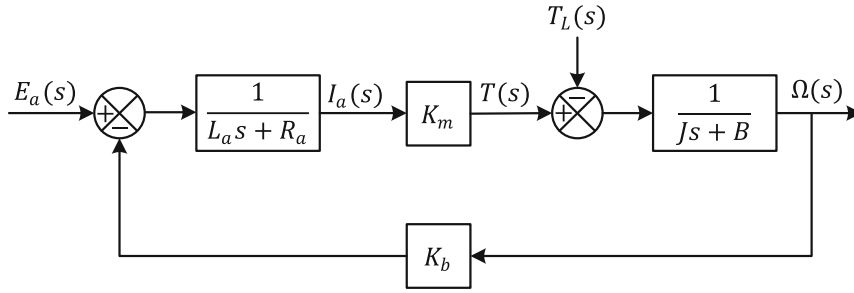 T_L(s)
E_a(s)
+
−
1
L_a s + R_a
I_a(s)
K_m
T(s)
−
+
1
Js + B
Ω(s)
K_b